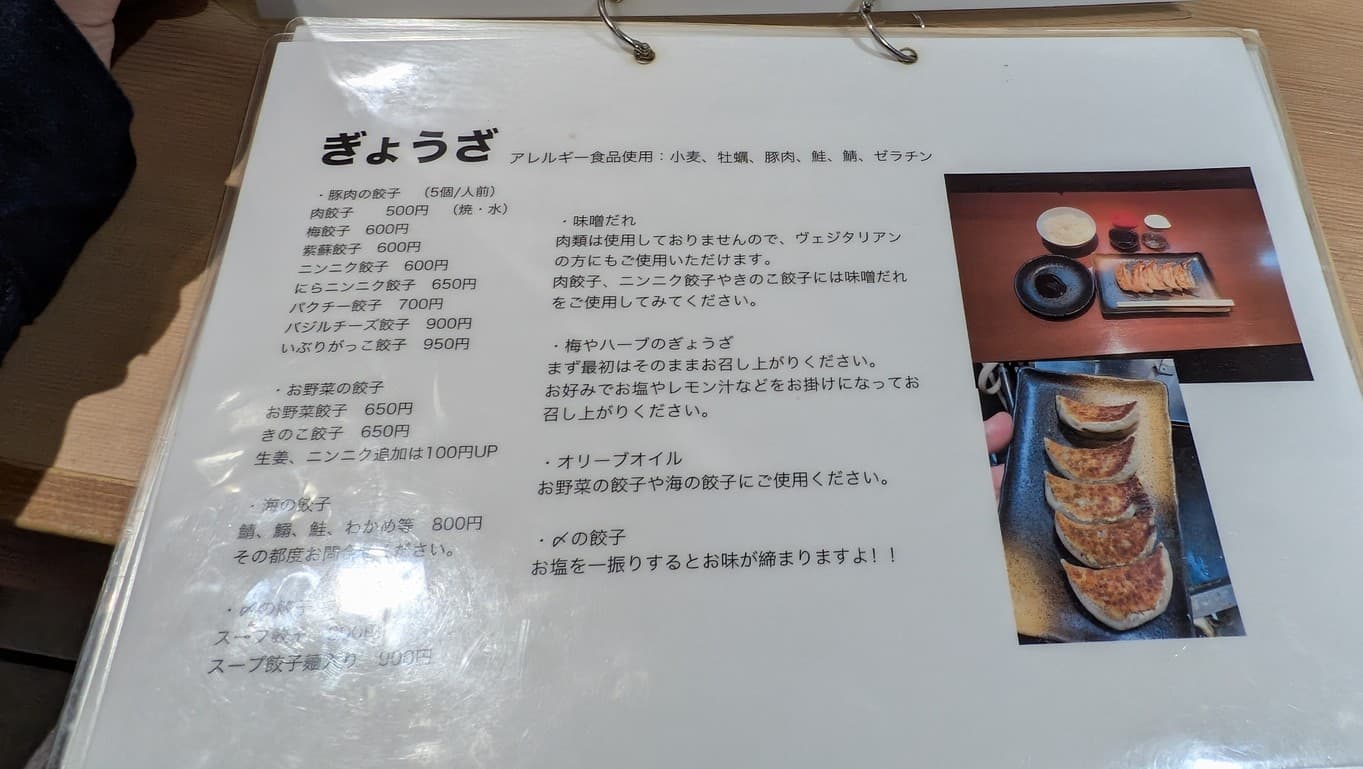 ぎょうざ アレルギー食品使用：小麦、牡蠣、豚肉、鮭、鯖、ゼラチン
・豚肉の餃子　（5個/人前）
肉餃子　500円　（焼・水）
梅餃子　600円
紫蘇餃子　600円
ニンニク餃子　600円
にらニンニク餃子　650円
パクチー餃子　700円
バジルチーズ餃子　900円
いぶりがっこ餃子　950円
・お野菜の餃子
お野菜餃子　650円
きのこ餃子　650円
生姜、ニンニク追加は100円UP
・海の餃子
鯖、鰯、鮭、わかめ等　800円
その都度お問合せください。
・〆の餃子
スープ餃子
スープ餃子麺入り　900円
・味噌だれ
肉類は使用しておりませんので、ヴェジタリアン
の方にもご使用いただけます。
肉餃子、ニンニク餃子やきのこ餃子には味噌だれ
をご使用してみてください。
・梅やハーブのぎょうざ
まず最初はそのままお召し上がりください。
お好みでお塩やレモン汁などをお掛けになってお
召し上がりください。
・オリーブオイル
お野菜の餃子や海の餃子にご使用ください。
・〆の餃子
お塩を一振りするとお味が締まりますよ！！